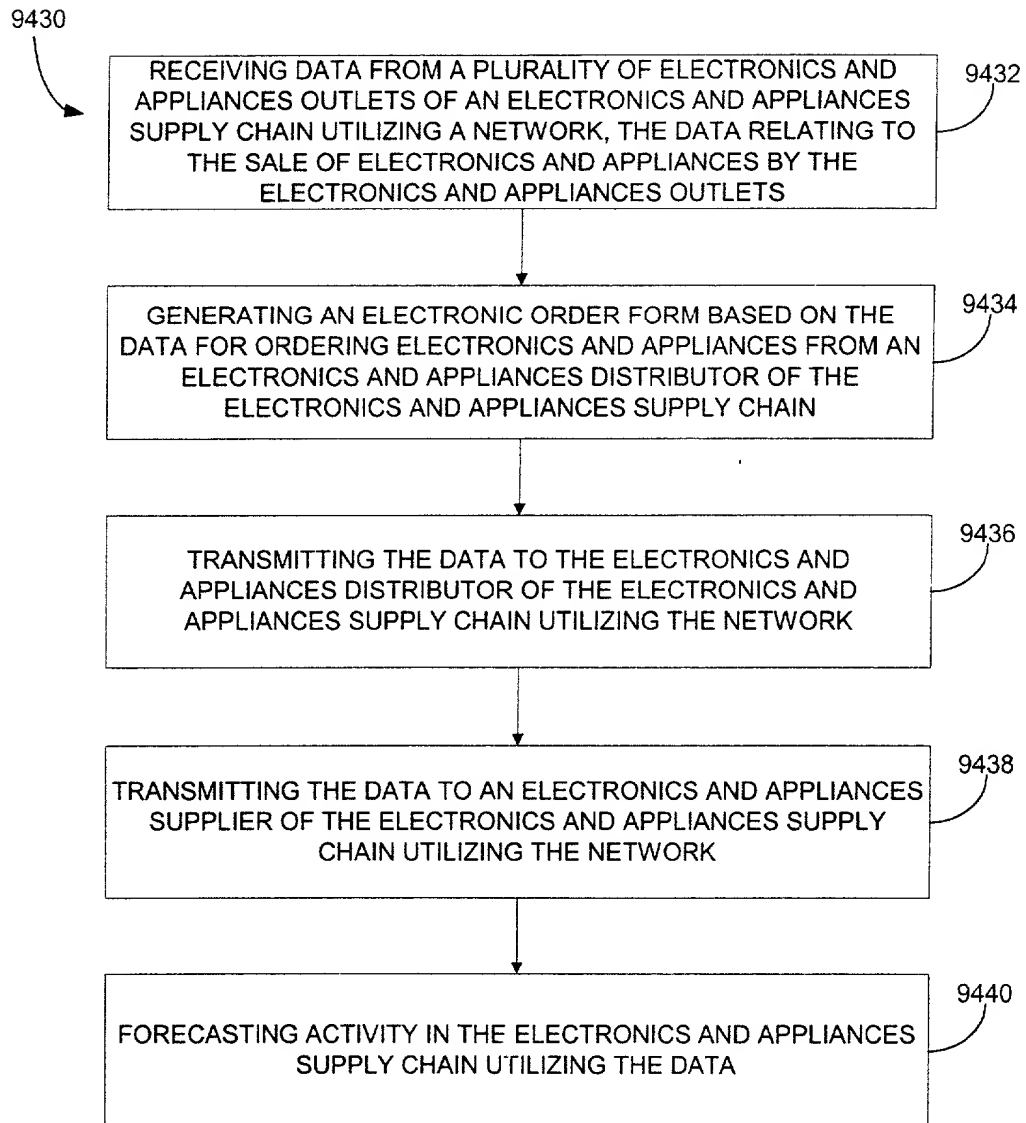 9430
RECEIVING DATA FROM A PLURALITY OF ELECTRONICS AND
APPLIANCES OUTLETS OF AN ELECTRONICS AND APPLIANCES
SUPPLY CHAIN UTILIZING A NETWORK, THE DATA RELATING TO
THE SALE OF ELECTRONICS AND APPLIANCES BY THE
ELECTRONICS AND APPLIANCES OUTLETS
9432
GENERATING AN ELECTRONIC ORDER FORM BASED ON THE
DATA FOR ORDERING ELECTRONICS AND APPLIANCES FROM AN
ELECTRONICS AND APPLIANCES DISTRIBUTOR OF THE
ELECTRONICS AND APPLIANCES SUPPLY CHAIN
9434
TRANSMITTING THE DATA TO THE ELECTRONICS AND
APPLIANCES DISTRIBUTOR OF THE ELECTRONICS AND
APPLIANCES SUPPLY CHAIN UTILIZING THE NETWORK
9436
TRANSMITTING THE DATA TO AN ELECTRONICS AND APPLIANCES
SUPPLIER OF THE ELECTRONICS AND APPLIANCES SUPPLY
CHAIN UTILIZING THE NETWORK
9438
FORECASTING ACTIVITY IN THE ELECTRONICS AND APPLIANCES
SUPPLY CHAIN UTILIZING THE DATA
9440